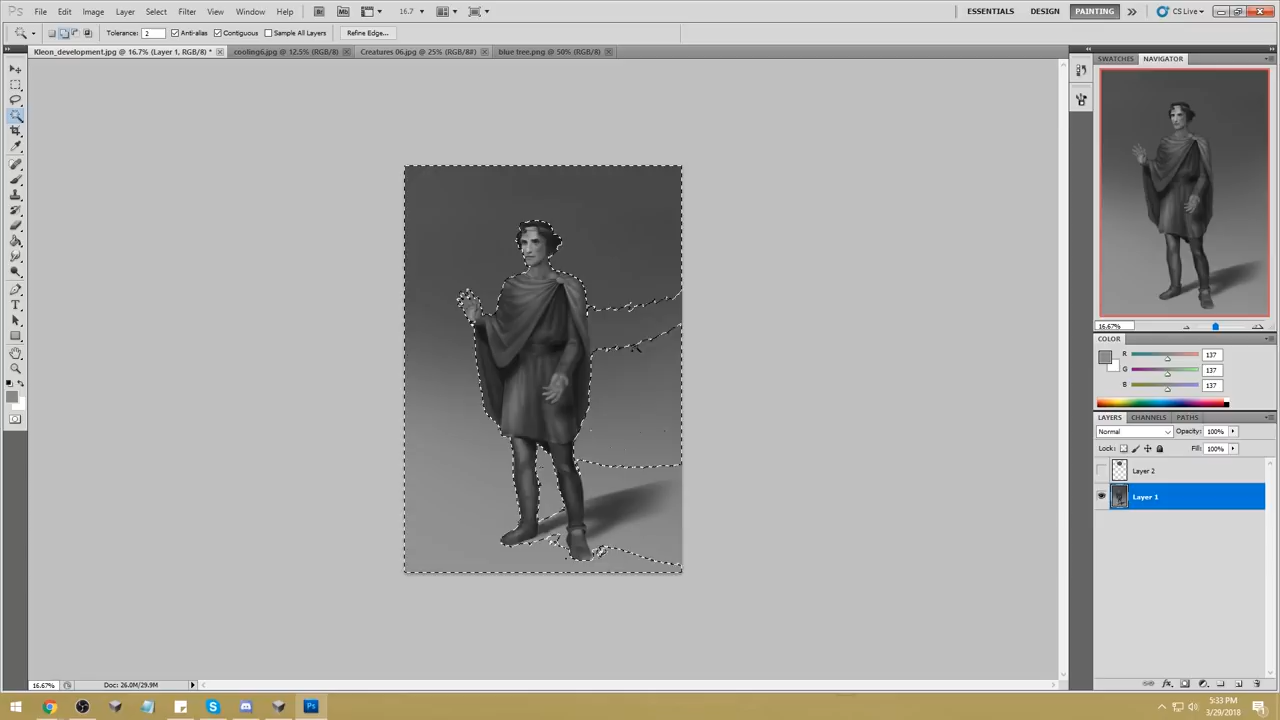 Ps File Edit Image Layer Select Filter View Window Help Mb 16.7 ESSENTIALS DESIGN PAINTING CS Live
Tolerance: 2 Anti-alias Contiguous Sample All Layers Refine Edge...
Kleon_development.jpg @ 16.7% (Layer 1, RGB/8) * cooling6.jpg @ 12.5% (RGB/8) Creatures 06.jpg @ 25% (RGB/8#) blue tree.png @ 50% (RGB/8)
SWATCHES NAVIGATOR
16.67%
COLOR
R 137
G 137
B 137
LAYERS CHANNELS PATHS
Normal Opacity: 100%
Lock: Fill: 100%
Layer 2
Layer 1
16.67% Doc: 26.0M/29.9M
5:33 PM
3/29/2018